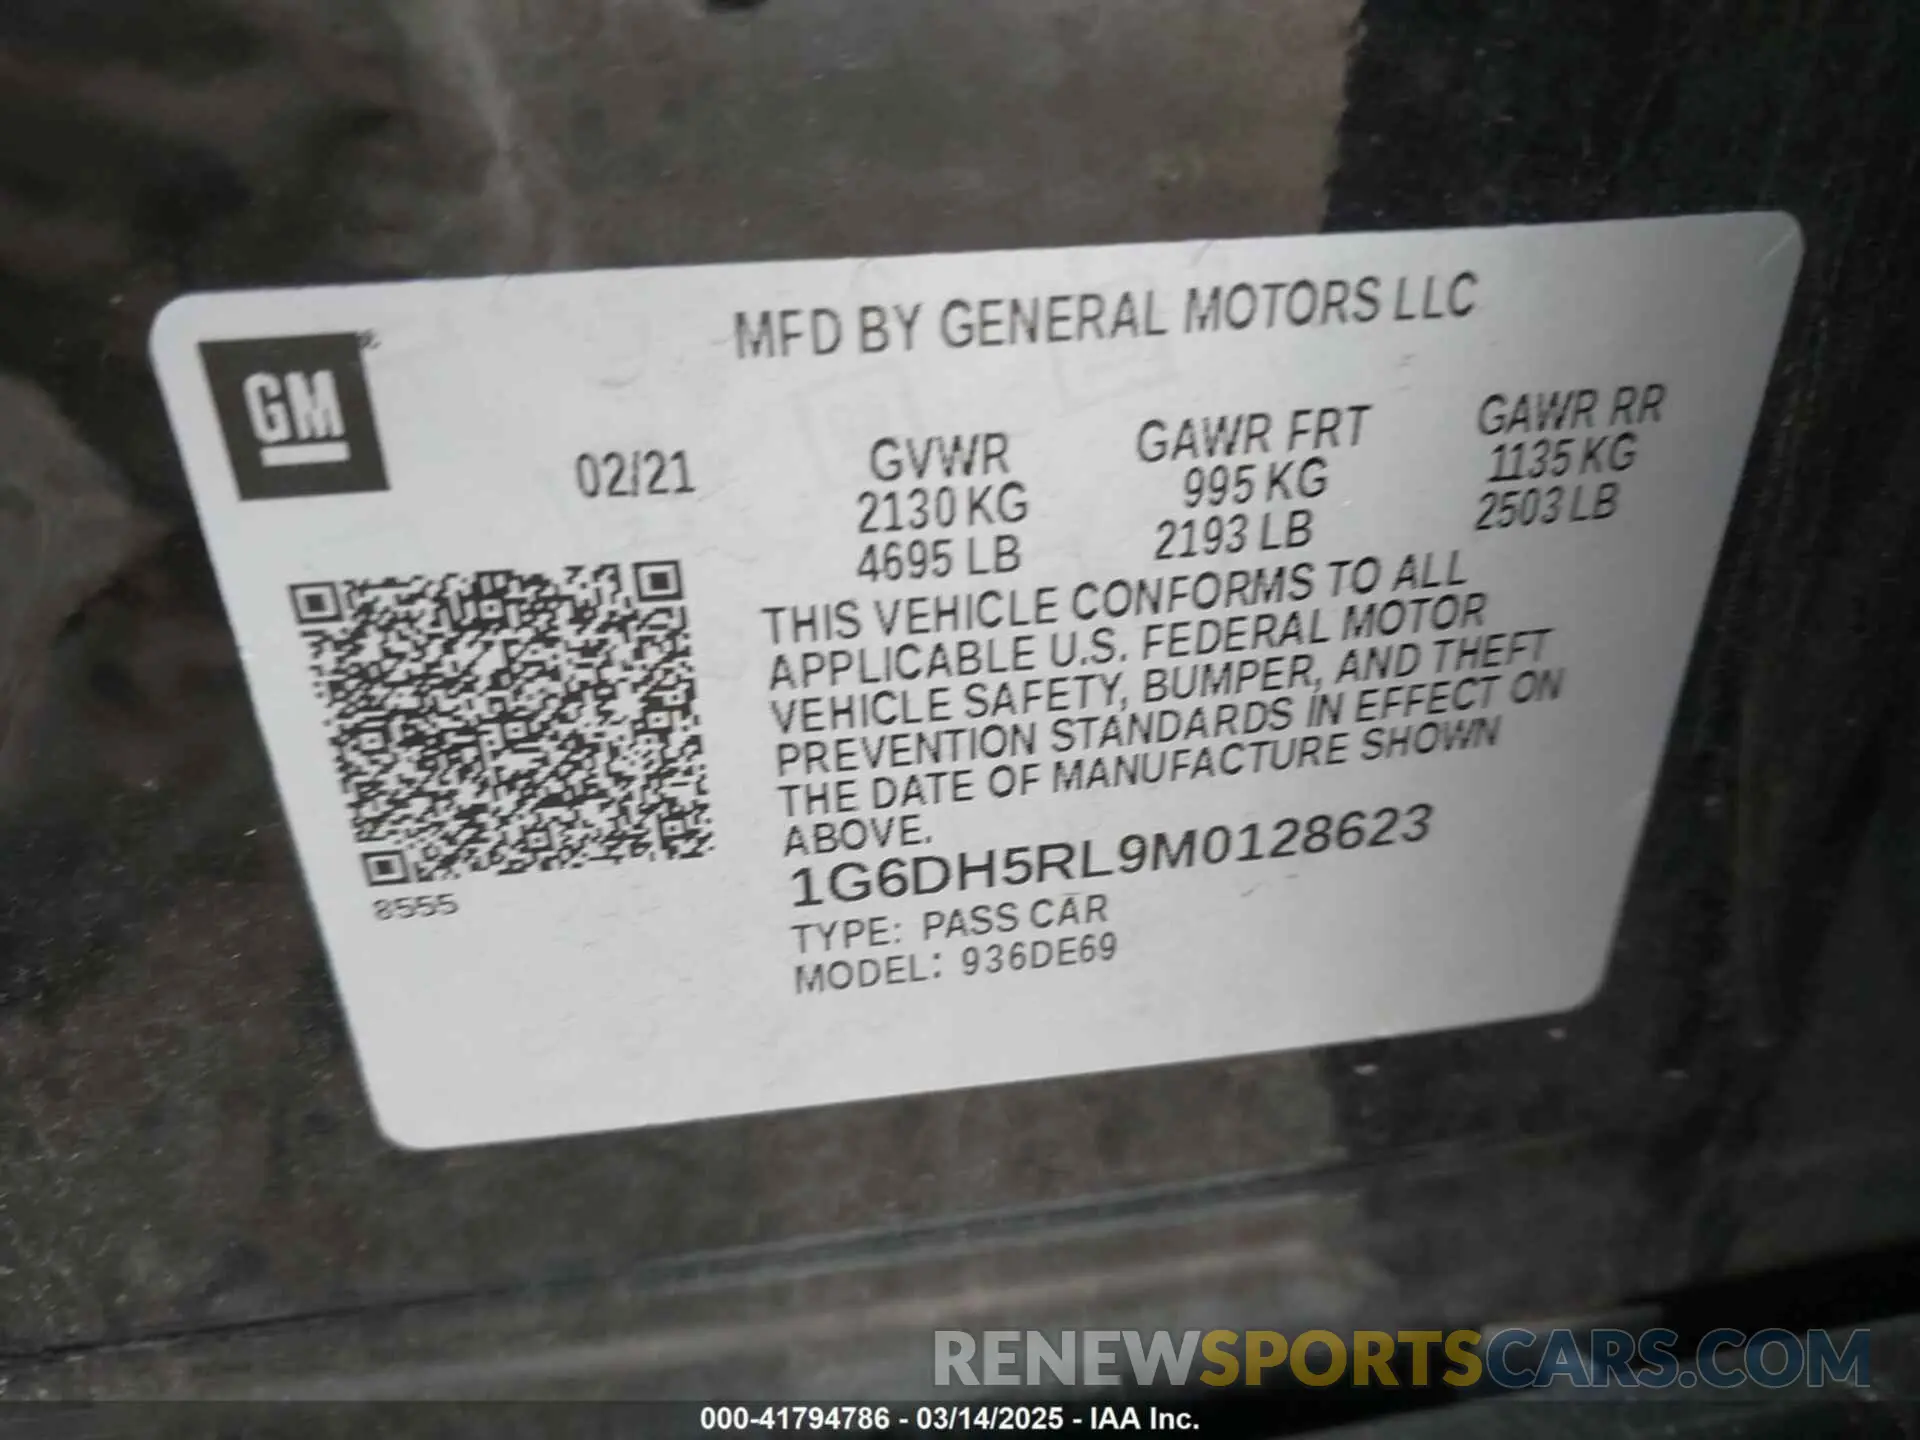 MFD BY GENERAL MOTORS LLC
GM
02/21
GVWR
2130 KG
4695 LB
GAWR FRT
995 KG
2193 LB
GAWR RR
1135 KG
2503 LB
THIS VEHICLE CONFORMS TO ALL
APPLICABLE U.S. FEDERAL MOTOR
VEHICLE SAFETY, BUMPER, AND THEFT
PREVENTION STANDARDS IN EFFECT ON
THE DATE OF MANUFACTURE SHOWN
ABOVE.
1G6DH5RL9M0128623
TYPE: PASS CAR
MODEL: 936DE69
8555
RENEWSPORTSCARS.COM
000-41794786 - 03/14/2025 - IAA Inc.